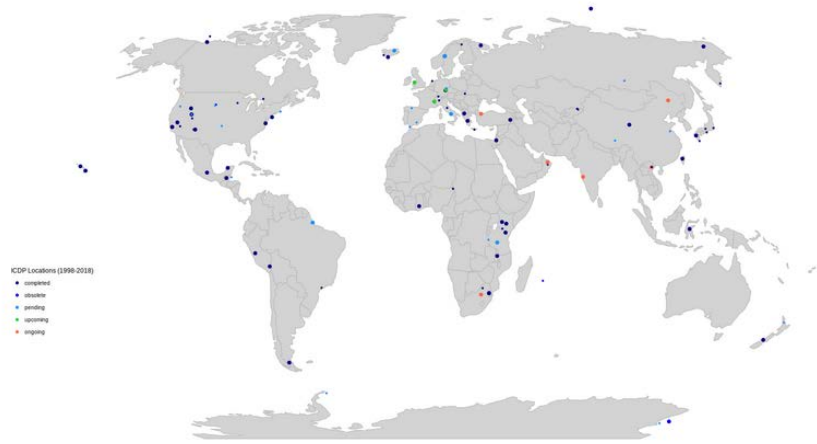 ICDP Locations (1998-2018)
completed
obsolete
pending
upcoming
ongoing